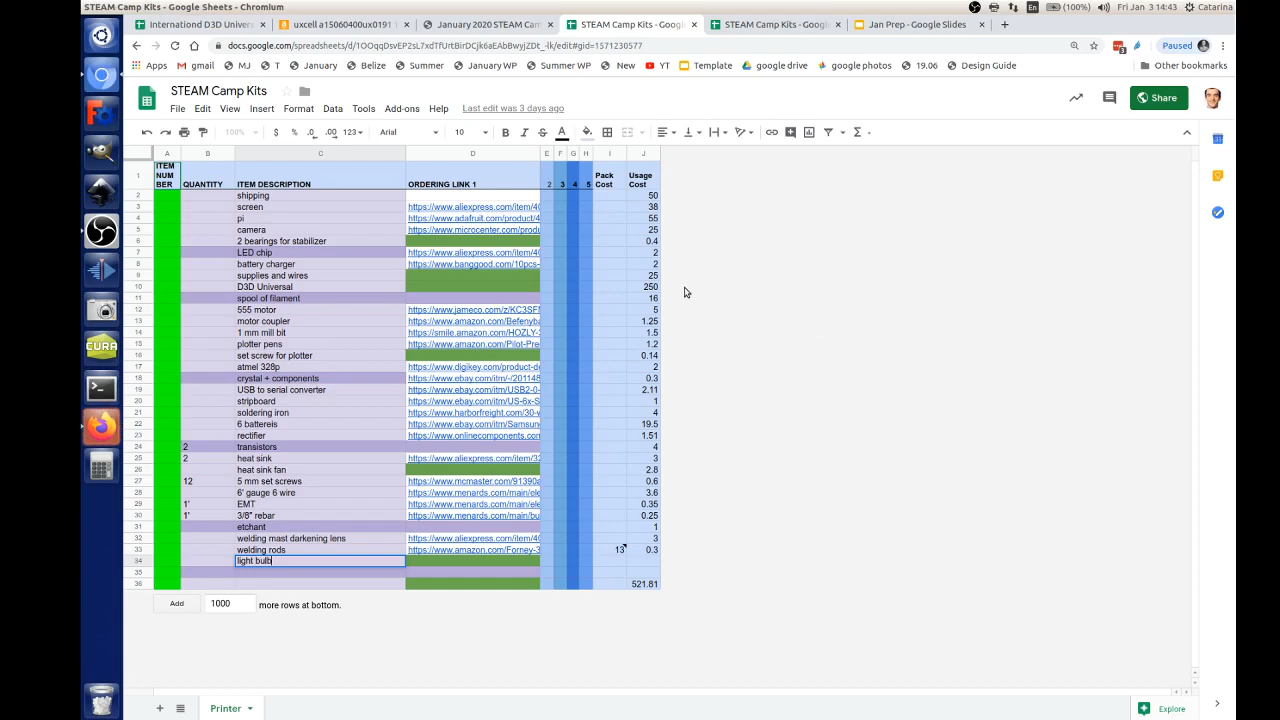 STEAM Camp Kits - Google Sheets - Chromium
En (100%) Fri Jan 3 14:43 Catarina
Internationd D3D Univers
uxcell a15060400ux0191
January 2020 STEAM Cam
STEAM Camp Kits - Google
STEAM Camp Kits - Google
Jan Prep - Google Slides
Apps gmail MJ T January Belize Summer January WP Summer WP New YT Template google drive google photos 19.06 Design Guide Other bookmarks
Paused
STEAM Camp Kits
File Edit View Insert Format Data Tools Add-ons Help Last edit was 3 days ago
Share
100% $ % .0 .00 123 Arial 10 B I S A
A B C D E F G H I J
1 ITEM NUM BER QUANTITY ITEM DESCRIPTION ORDERING LINK 1 2 3 4 5 Pack Cost Usage Cost
2 shipping 50
3 screen https://www.aliexpress.com/item/40 38
4 pi https://www.adafruit.com/product/4 55
5 camera https://www.microcenter.com/produ 25
6 2 bearings for stabilizer 0.4
7 LED chip https://www.aliexpress.com/item/40 2
8 battery charger https://www.banggood.com/10pcs- 2
9 supplies and wires 25
10 D3D Universal 250
11 spool of filament 16
12 555 motor https://www.jameco.com/z/KC3SFN 5
13 motor coupler https://www.amazon.com/Befenyba 1.25
14 1 mm mill bit https://smile.amazon.com/HOZLY- 1.5
15 plotter pens https://www.amazon.com/Pilot-Pre 1.2
16 set screw for plotter 0.14
17 atmel 328p https://www.digikey.com/product-de 2
18 crystal + components https://www.ebay.com/itm/-/201148 0.3
19 USB to serial converter https://www.ebay.com/itm/USB2-0- 2.11
20 stripboard https://www.ebay.com/itm/US-6x-S 1
21 soldering iron https://www.harborfreight.com/30-w 4
22 6 battereis https://www.ebay.com/itm/Samsun 19.5
23 rectifier https://www.onlinecomponents.com 1.51
24 2 transistors 4
25 2 heat sink https://www.aliexpress.com/item/32 3
26 heat sink fan 2.8
27 12 5 mm set screws https://www.mcmaster.com/91390a 0.6
28 6' gauge 6 wire https://www.menards.com/main/ele 3.6
29 1' EMT https://www.menards.com/main/ele 0.35
30 1' 3/8" rebar https://www.menards.com/main/bu 0.25
31 etchant 1
32 welding mast darkening lens https://www.aliexpress.com/item/40 3
33 welding rods https://www.amazon.com/Forney-3 13 0.3
34 light bulb
35
36 521.81
Add 1000 more rows at bottom.
Printer
Explore
CURA